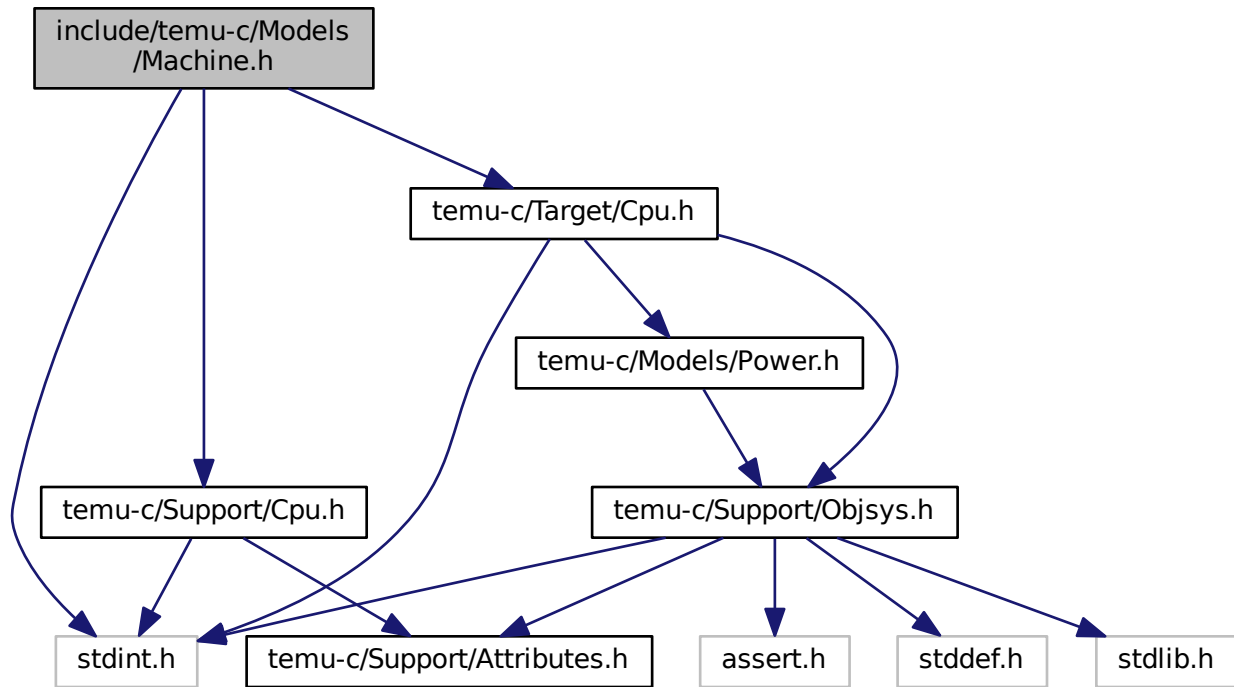 include/temu-c/Models
/Machine.h
temu-c/Target/Cpu.h
temu-c/Models/Power.h
temu-c/Support/Cpu.h
temu-c/Support/Objsys.h
stdint.h
temu-c/Support/Attributes.h
assert.h
stddef.h
stdlib.h